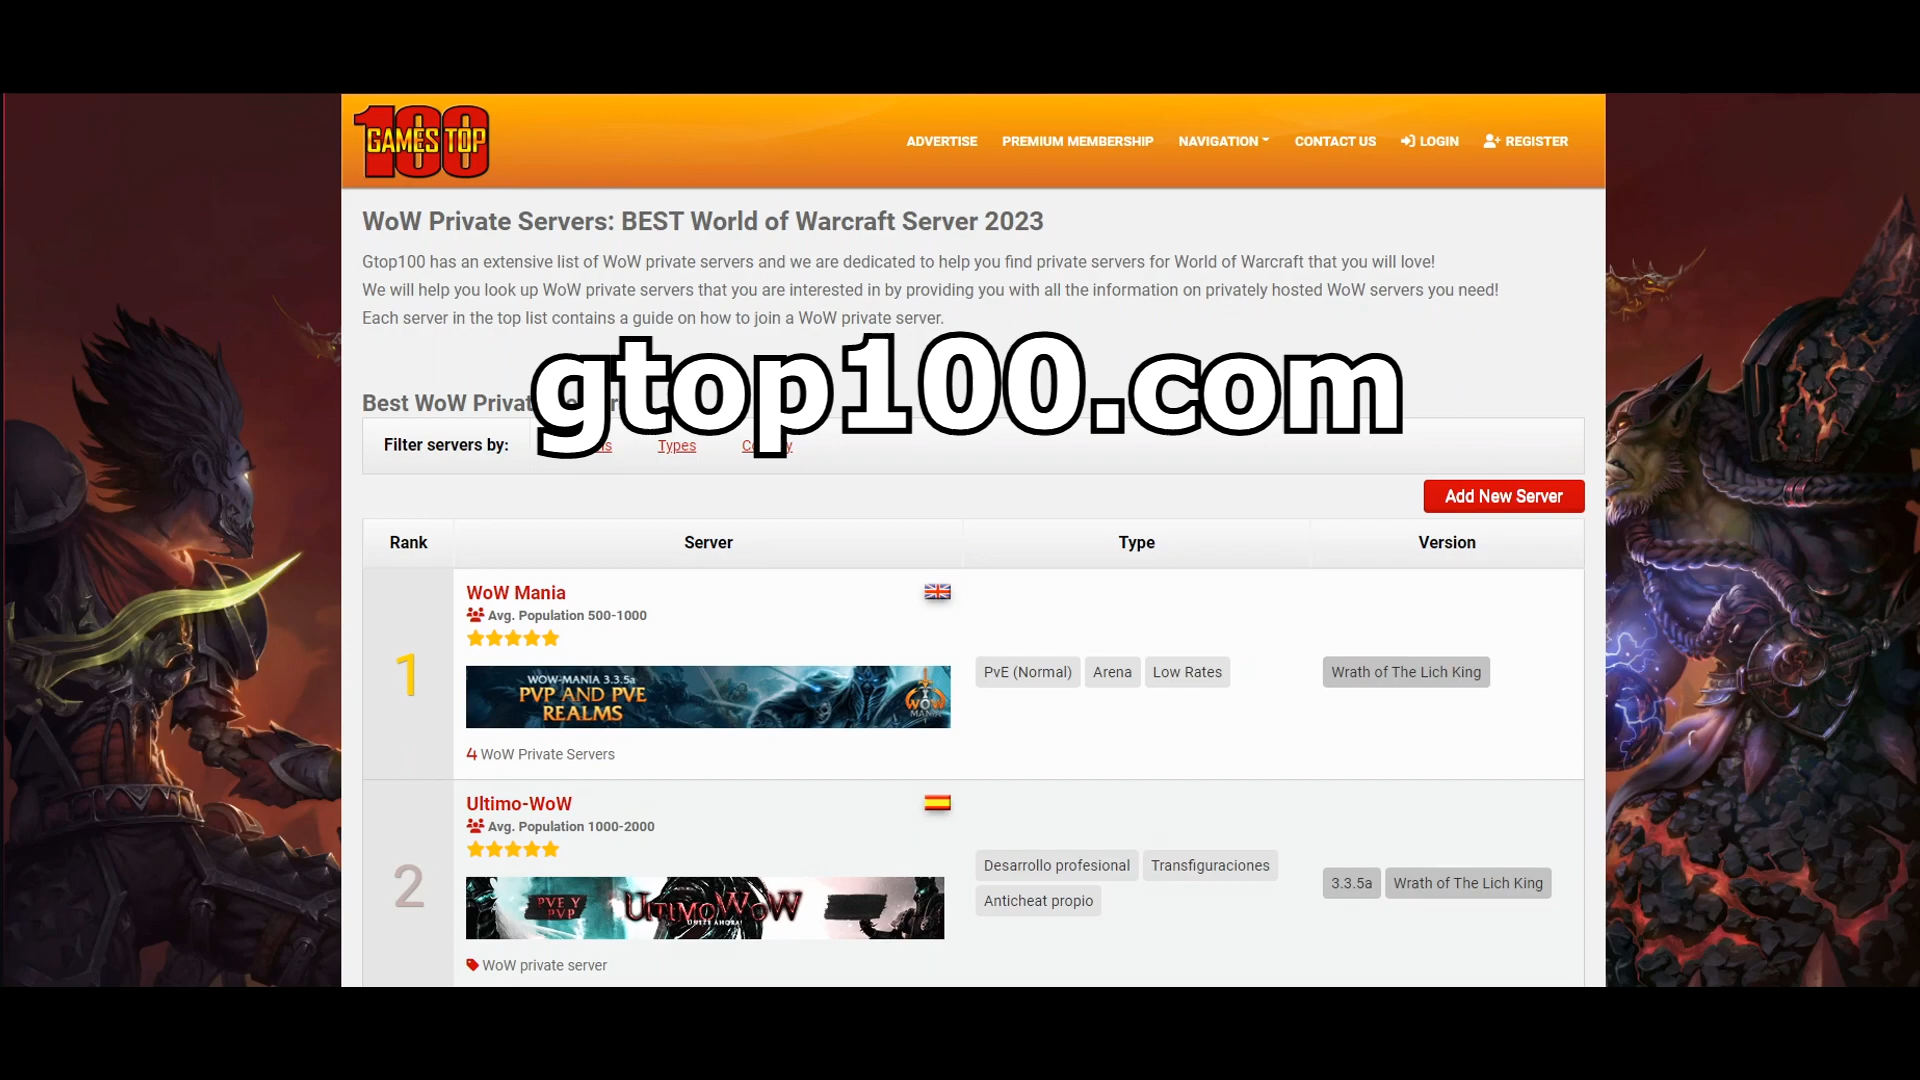 100
GAMES TOP
ADVERTISE PREMIUM MEMBERSHIP NAVIGATION CONTACT US LOGIN REGISTER
WoW Private Servers: BEST World of Warcraft Server 2023
Gtop100 has an extensive list of WoW private servers and we are dedicated to help you find private servers for World of Warcraft that you will love!
We will help you look up WoW private servers that you are interested in by providing you with all the information on privately hosted WoW servers you need!
Each server in the top list contains a guide on how to join a WoW private server.
gtop100.com
Best WoW
Filter servers by: Types
Add New Server
Rank Server Type Version
1
WoW Mania
Avg. Population 500-1000
WOW-MANIA 3.3.5a
PVP AND PVE
REALMS
WOW
MANIA
4 WoW Private Servers
PvE (Normal) Arena Low Rates
Wrath of The Lich King
2
Ultimo-WoW
Avg. Population 1000-2000
PVE Y
PVP
ULTIMOWOW
WoW private server
Desarrollo profesional Transfiguraciones
Anticheat propio
3.3.5a Wrath of The Lich King